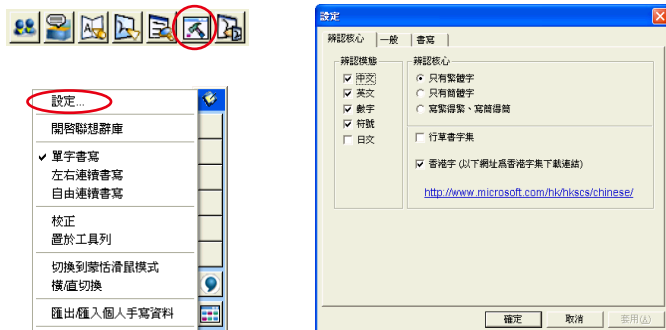 設定...
開啓聯想辭庫
單字書寫
左右連續書寫
自由連續書寫
校正
置於工具列
切換到蒙恬滑鼠模式
橫/直切換
匯出/匯入個人手寫資料
設定
辨認核心
一般
書寫
辨認模態
中文
英文
數字
符號
日文
辨認核心
只有繁體字
只有簡體字
寫繁得繁、寫簡得簡
行草書字集
香港字 (以下網址爲香港字集下載連結)
http://www.microsoft.com/hk/hkscs/chinese/
確定
取消
套用(A)